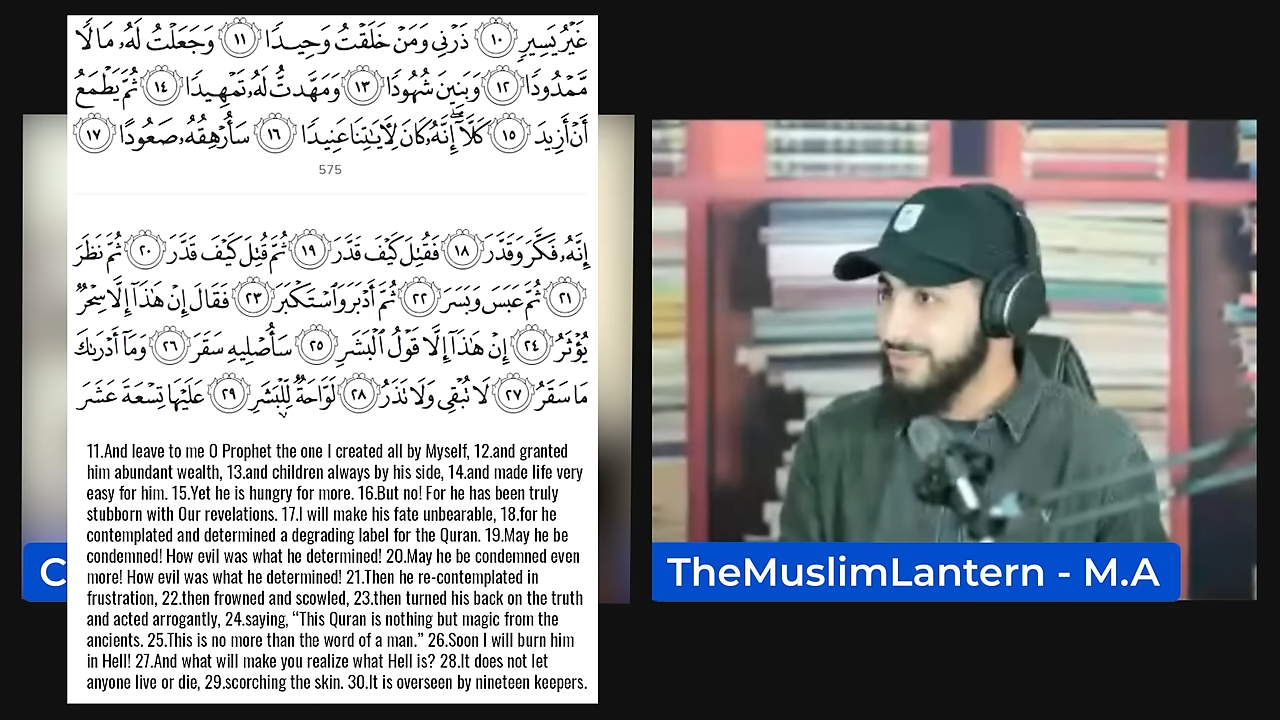 غَيْرُ يَسِيرٍ ١٠ ذَرْنِي وَمَنْ خَلَقْتُ وَحِيدًا ١١ وَجَعَلْتُ لَهُۥ مَالًا
مَّمْدُودًا ١٢ وَبَنِينَ شُهُودًا ١٣ وَمَهَّدتُّ لَهُۥ تَمْهِيدًا ١٤ ثُمَّ يَطْمَعُ
أَنْ أَزِيدَ ١٥ كَلَّآ ۖ إِنَّهُۥ كَانَ لِـَٔايَـٰتِنَا عَنِيدًا ١٦ سَأُرْهِقُهُۥ صَعُودًا ١٧
575
إِنَّهُۥ فَكَّرَ وَقَدَّرَ ١٨ فَقُتِلَ كَيْفَ قَدَّرَ ١٩ ثُمَّ قُتِلَ كَيْفَ قَدَّرَ ٢٠ ثُمَّ نَظَرَ
٢١ ثُمَّ عَبَسَ وَبَسَرَ ٢٢ ثُمَّ أَدْبَرَ وَٱسْتَكْبَرَ ٢٣ فَقَالَ إِنْ هَـٰذَآ إِلَّا سِحْرٌ
يُؤْثَرُ ٢٤ إِنْ هَـٰذَآ إِلَّا قَوْلُ ٱلْبَشَرِ ٢٥ سَأُصْلِيهِ سَقَرَ ٢٦ وَمَآ أَدْرَىٰكَ
مَا سَقَرُ ٢٧ لَا تُبْقِى وَلَا تَذَرُ ٢٨ لَوَّاحَةٌ لِّلْبَشَرِ ٢٩ عَلَيْهَا تِسْعَةَ عَشَرَ
11.And leave to me O Prophet the one I created all by Myself, 12.and granted
him abundant wealth, 13.and children always by his side, 14.and made life very
easy for him. 15.Yet he is hungry for more. 16.But no! For he has been truly
stubborn with Our revelations. 17.I will make his fate unbearable, 18.for he
contemplated and determined a degrading label for the Quran. 19.May he be
condemned! How evil was what he determined! 20.May he be condemned even
more! How evil was what he determined! 21.Then he re-contemplated in
frustration, 22.then frowned and scowled, 23.then turned his back on the truth
and acted arrogantly, 24.saying, “This Quran is nothing but magic from the
ancients. 25.This is no more than the word of a man.” 26.Soon I will burn him
in Hell! 27.And what will make you realize what Hell is? 28.It does not let
anyone live or die, 29.scorching the skin. 30.It is overseen by nineteen keepers.
C
TheMuslimLantern - M.A